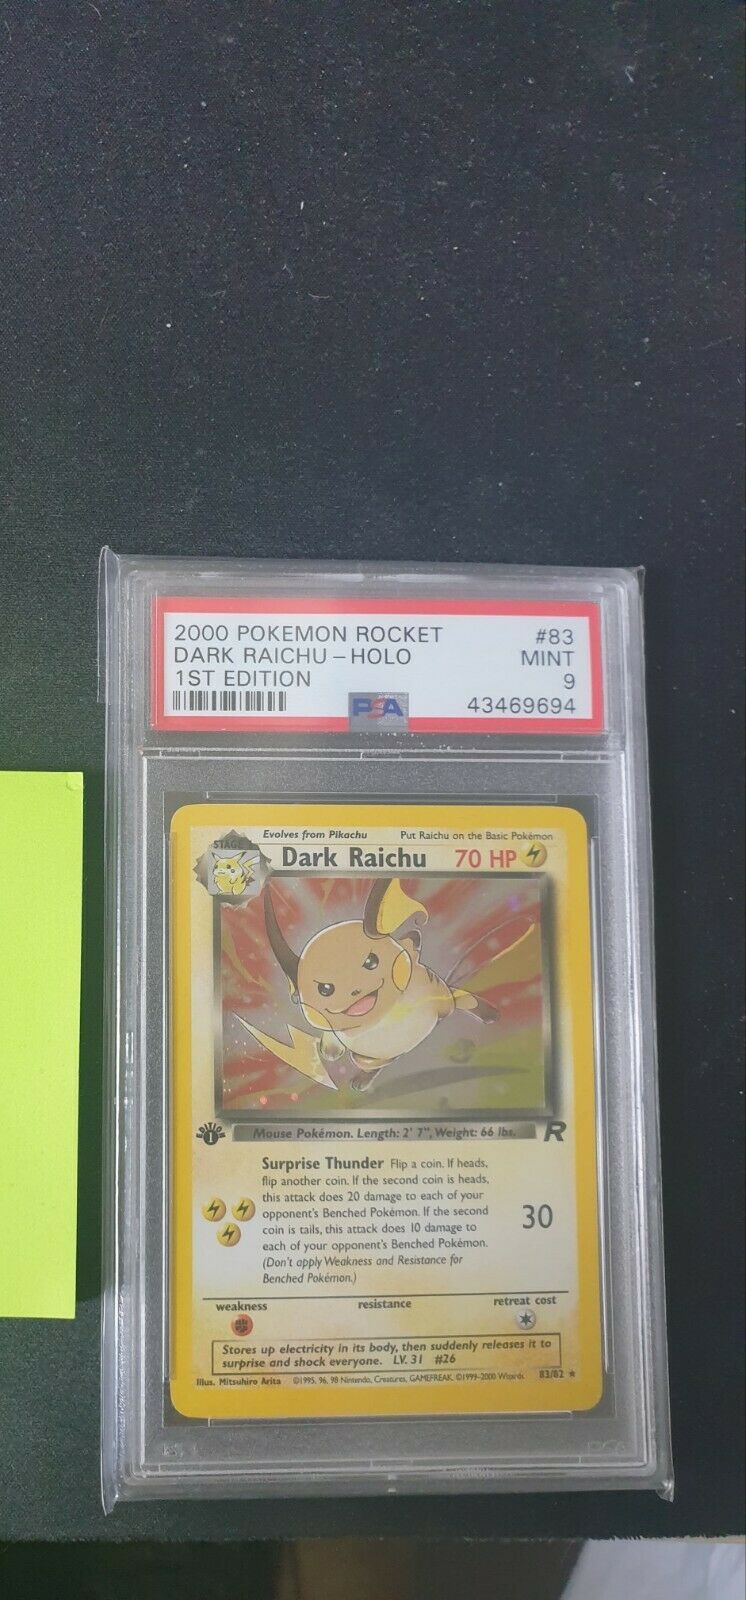 2000 POKEMON ROCKET #83
DARK RAICHU - HOLO MINT
1ST EDITION 9
PSA 43469694
Evolves from Pikachu Put Raichu on the Basic Pokémon
STAGE 1
Dark Raichu 70 HP
EDITION 1
Mouse Pokémon. Length: 2' 7", Weight: 66 lbs. R
Surprise Thunder Flip a coin. If heads,
flip another coin. If the second coin is heads,
this attack does 20 damage to each of your
opponent's Benched Pokémon. If the second
coin is tails, this attack does 10 damage to
each of your opponent's Benched Pokémon.
(Don't apply Weakness and Resistance for
Benched Pokémon.)
30
weakness resistance retreat cost
Stores up electricity in its body, then suddenly releases it to
surprise and shock everyone. LV. 31 #26
Illus. Mitsuhiro Arita ©1995, 96, 98 Nintendo, Creatures, GAMEFREAK. ©1999-2000 Wizards. 83/82 ★